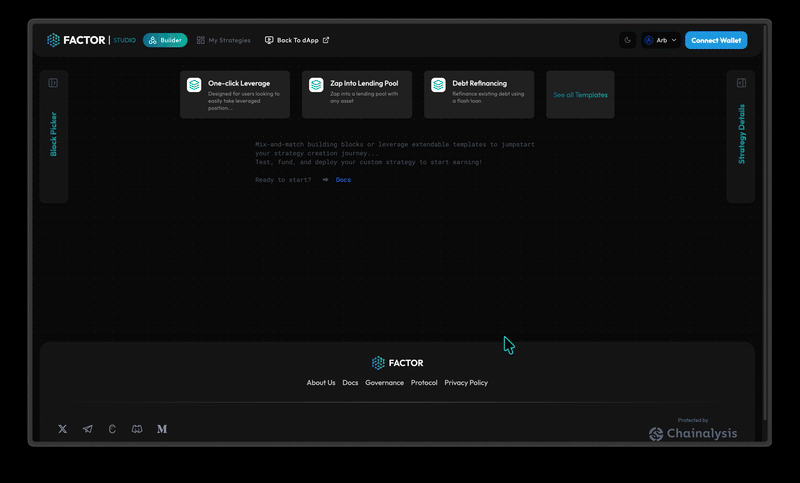 FACTOR | STUDIO
Builder
My Strategies
Back To dApp
Arb
Connect Wallet
Block Picker
One-click Leverage
Designed for users looking to
easily take leveraged
position...
Zap Into Lending Pool
Zap into a lending pool with
any asset
Debt Refinancing
Refinance existing debt using
a flash loan
See all Templates
Strategy Details
Mix-and-match building blocks or leverage extendable templates to jumpstart
your strategy creation journey...
Test, fund, and deploy your custom strategy to start earning!
Ready to start? ⇒ Docs
FACTOR
About Us Docs Governance Protocol Privacy Policy
Protected by
Chainalysis